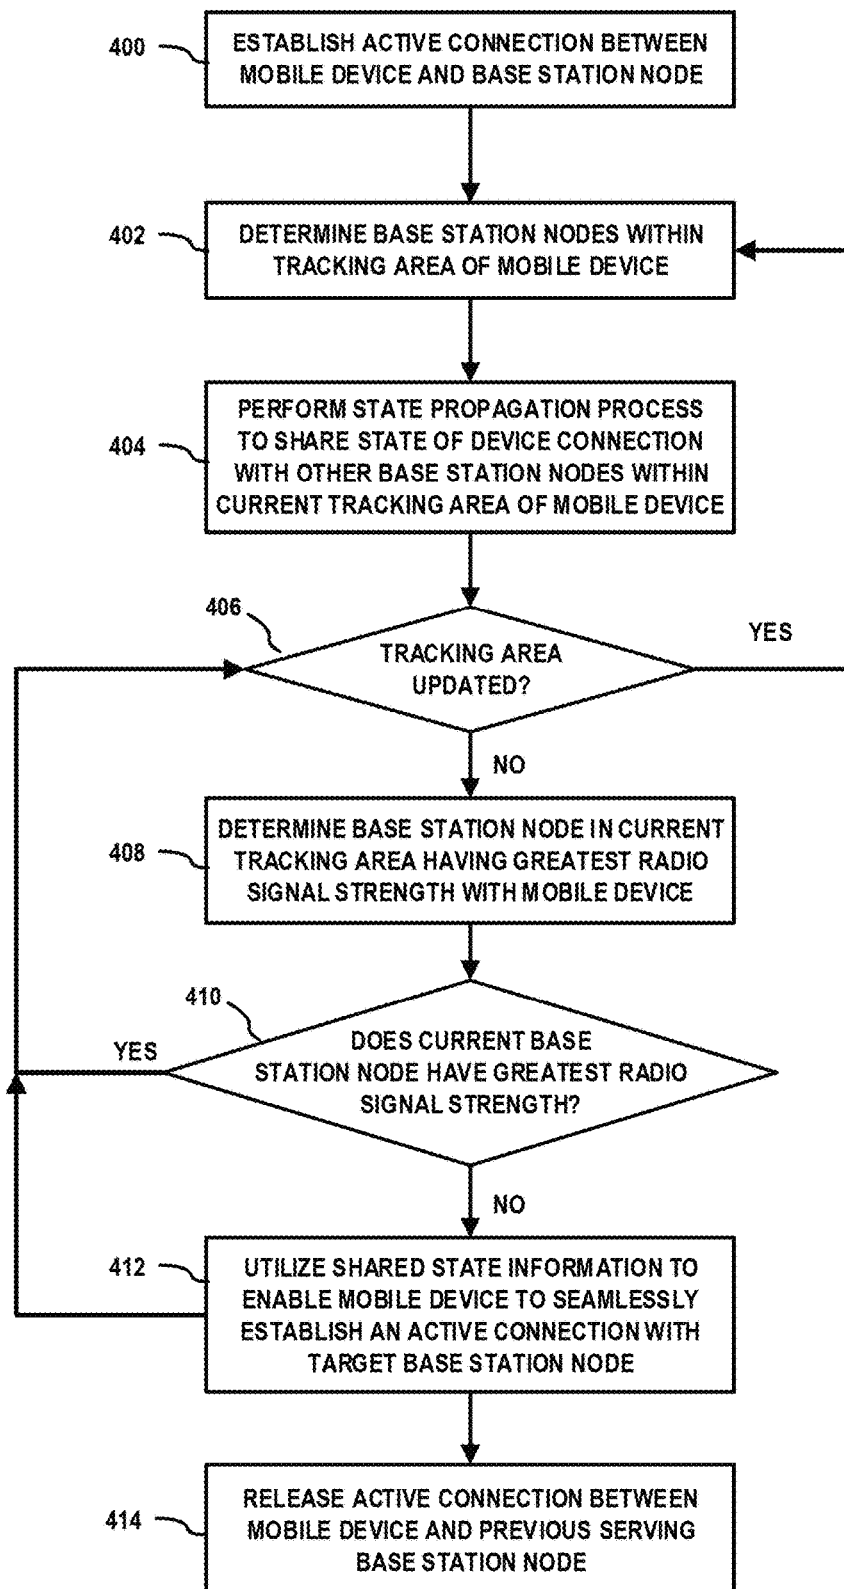 400
ESTABLISH ACTIVE CONNECTION BETWEEN
MOBILE DEVICE AND BASE STATION NODE
402
DETERMINE BASE STATION NODES WITHIN
TRACKING AREA OF MOBILE DEVICE
404
PERFORM STATE PROPAGATION PROCESS
TO SHARE STATE OF DEVICE CONNECTION
WITH OTHER BASE STATION NODES WITHIN
CURRENT TRACKING AREA OF MOBILE DEVICE
406
TRACKING AREA
UPDATED?
YES
NO
408
DETERMINE BASE STATION NODE IN CURRENT
TRACKING AREA HAVING GREATEST RADIO
SIGNAL STRENGTH WITH MOBILE DEVICE
410
DOES CURRENT BASE
STATION NODE HAVE GREATEST RADIO
SIGNAL STRENGTH?
YES
NO
412
UTILIZE SHARED STATE INFORMATION TO
ENABLE MOBILE DEVICE TO SEAMLESSLY
ESTABLISH AN ACTIVE CONNECTION WITH
TARGET BASE STATION NODE
414
RELEASE ACTIVE CONNECTION BETWEEN
MOBILE DEVICE AND PREVIOUS SERVING
BASE STATION NODE